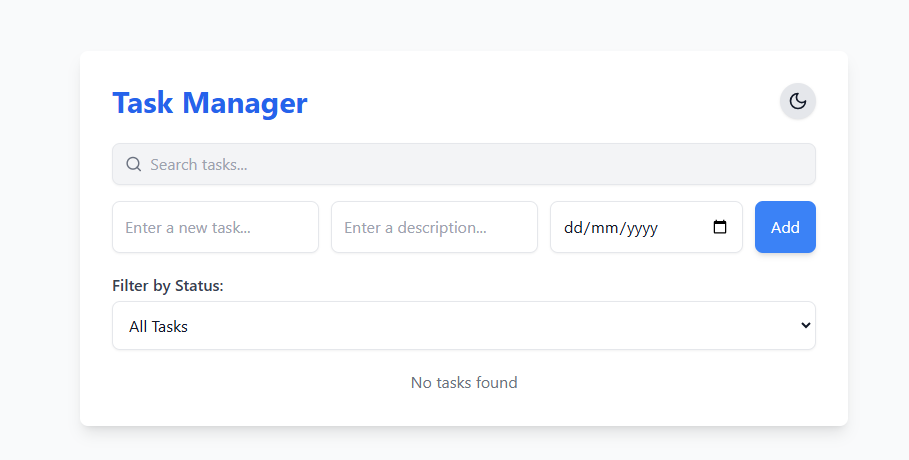 Task Manager
Search tasks...
Enter a new task... Enter a description... dd/mm/yyyy Add
Filter by Status:
All Tasks
No tasks found